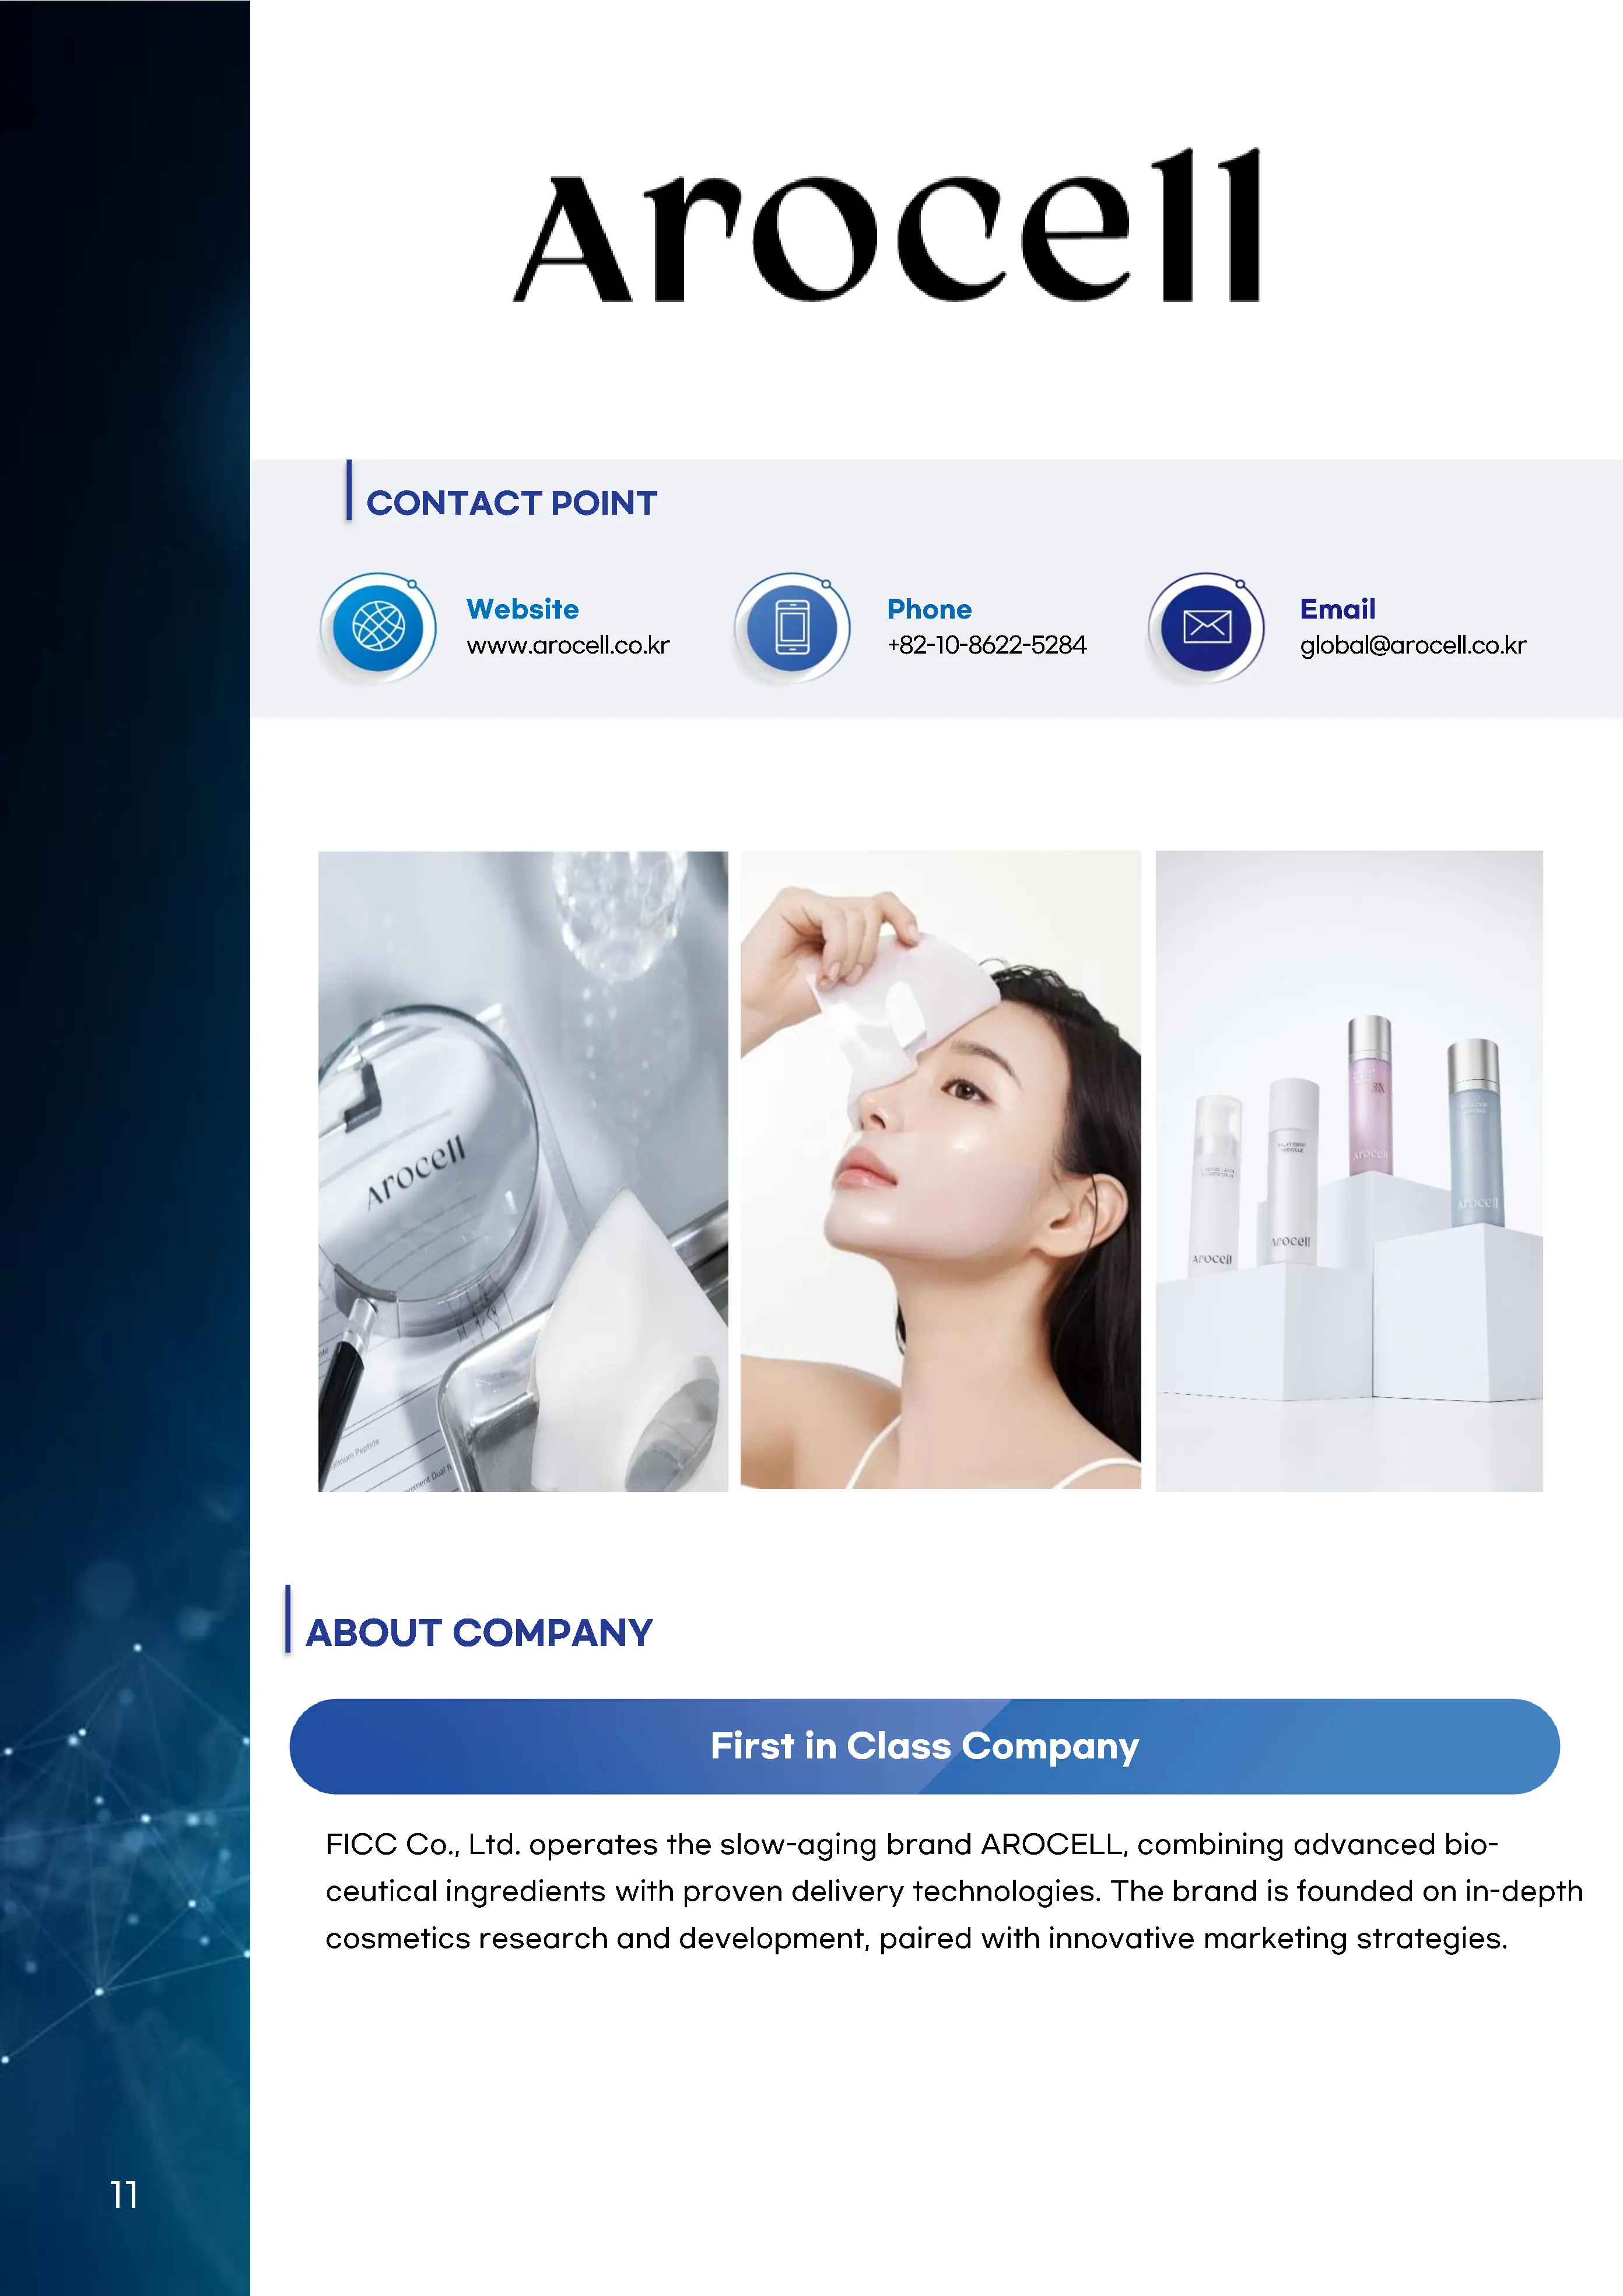 Arocell
CONTACT POINT
Website
www.arocell.co.kr
Phone
+82-10-8622-5284
Email
global@arocell.co.kr
Arocell
Peptide
Arocell
Arocell
Arocell
Arocell
ABOUT COMPANY
First in Class Company
FICC Co., Ltd. operates the slow-aging brand AROCELL, combining advanced bio-
ceutical ingredients with proven delivery technologies. The brand is founded on in-depth
cosmetics research and development, paired with innovative marketing strategies.
11